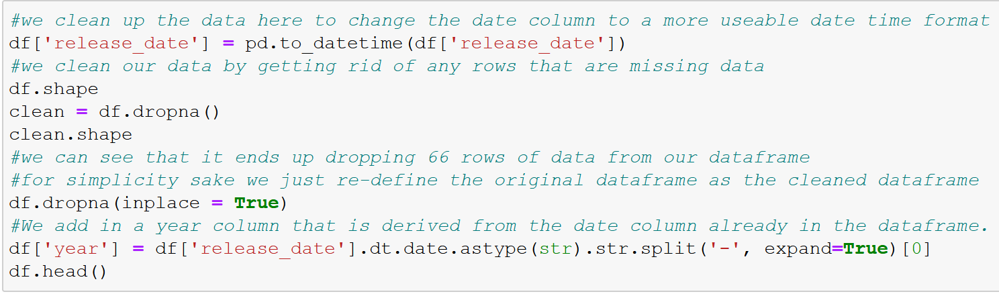 #we clean up the data here to change the date column to a more useable date time format
df['release_date'] = pd.to_datetime(df['release_date'])
#we clean our data by getting rid of any rows that are missing data
df.shape
clean = df.dropna()
clean.shape
#we can see that it ends up dropping 66 rows of data from our dataframe
#for simplicity sake we just re-define the original dataframe as the cleaned dataframe
df.dropna(inplace = True)
#We add in a year column that is derived from the date column already in the dataframe.
df['year'] = df['release_date'].dt.date.astype(str).str.split('-', expand=True)[0]
df.head()